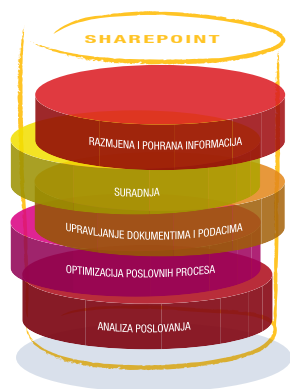 SHAREPOINT
RAZMJENA I POHRANA INFORMACIJA
SURADNJA
UPRAVLJANJE DOKUMENTIMA I PODACIMA
OPTIMIZACIJA POSLOVNIH PROCESA
ANALIZA POSLOVANJA